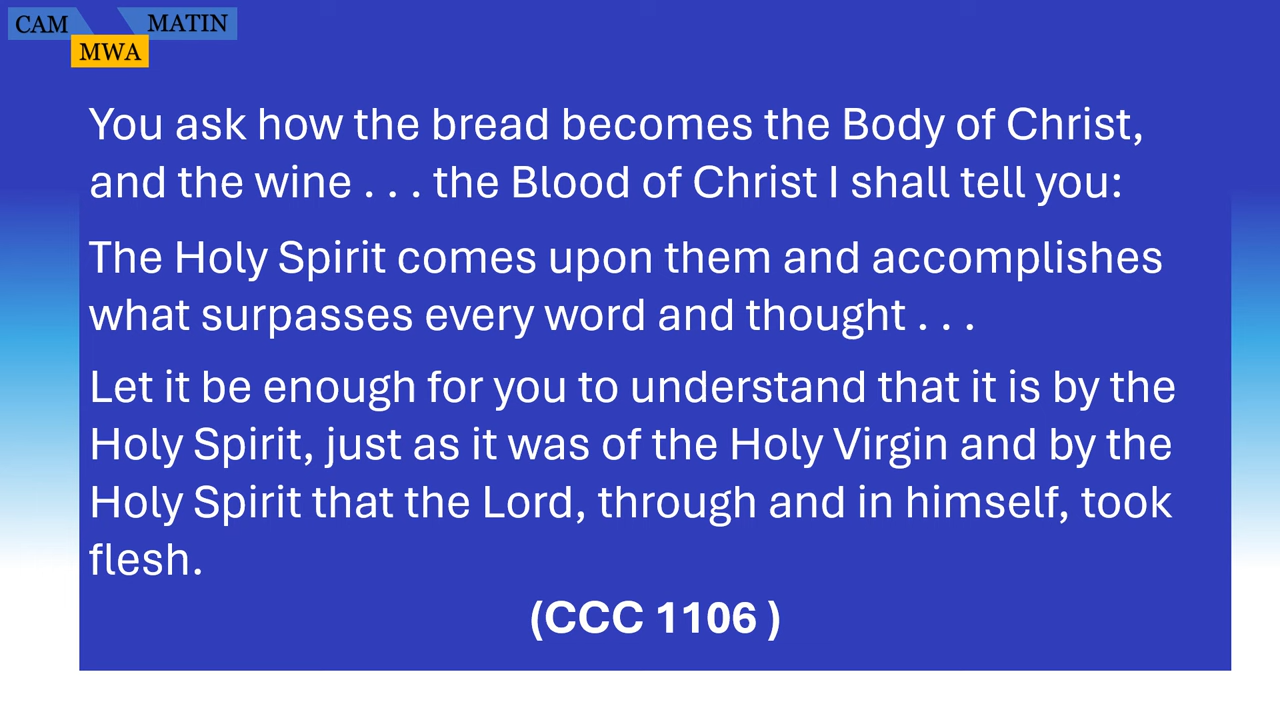 CAM MATIN
MWA
You ask how the bread becomes the Body of Christ,
and the wine . . . the Blood of Christ I shall tell you:
The Holy Spirit comes upon them and accomplishes
what surpasses every word and thought . . .
Let it be enough for you to understand that it is by the
Holy Spirit, just as it was of the Holy Virgin and by the
Holy Spirit that the Lord, through and in himself, took
flesh.
(CCC 1106 )